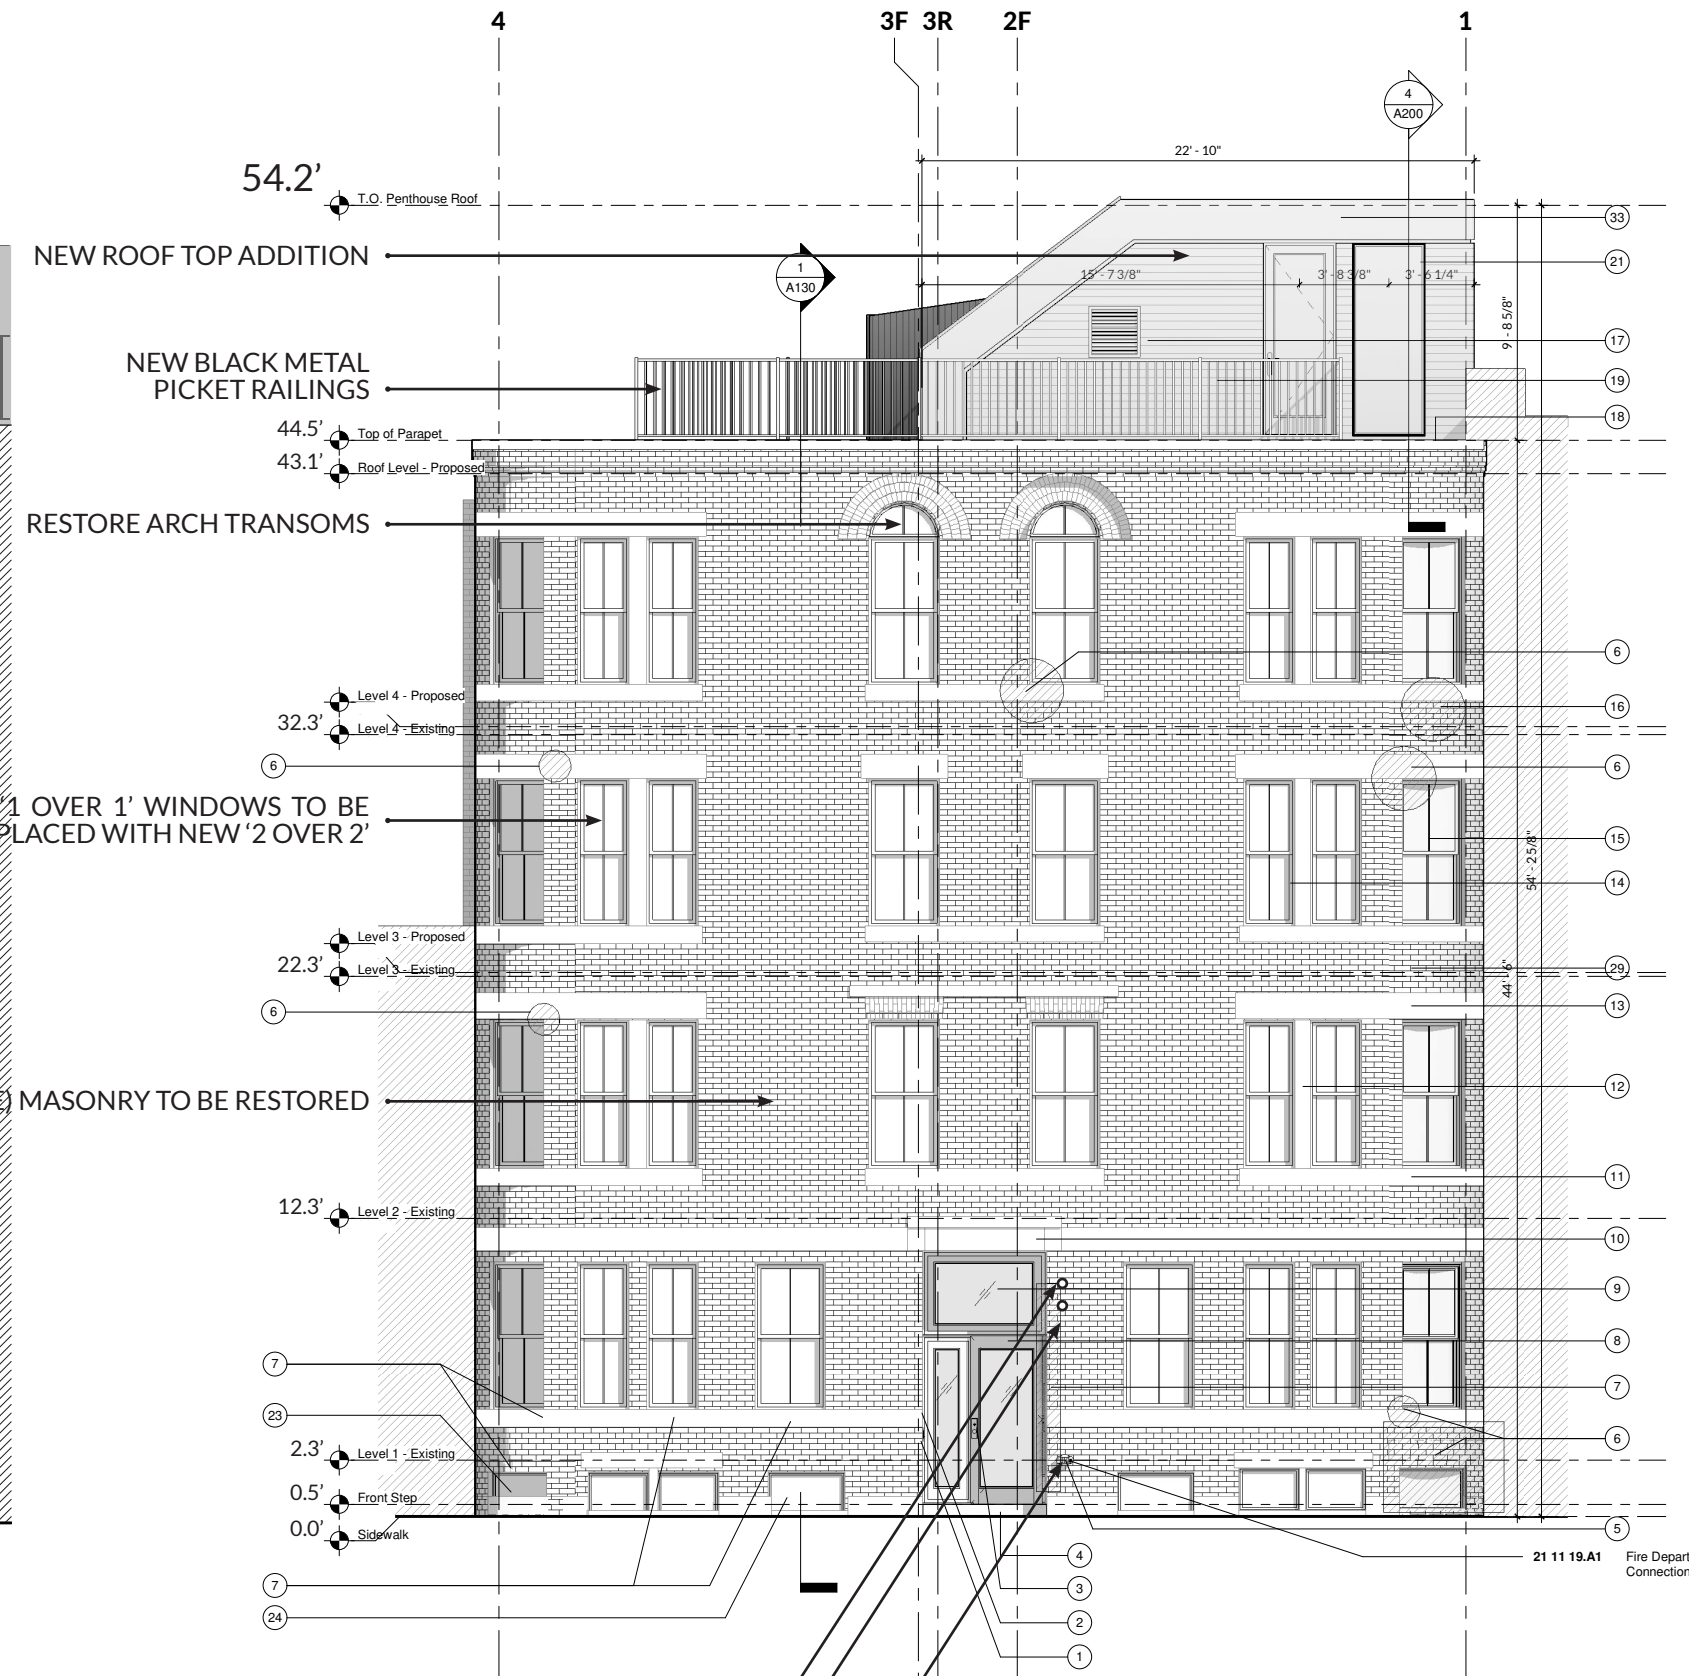 4 3F 3R 2F 1
4
A200
22' - 10"
54.2’
T.O. Penthouse Roof
33
NEW ROOF TOP ADDITION
1
A130
21
15' - 7 3/8" 3' - 8 3/8" 3' - 6 1/4"
9' - 8 5/8"
17
NEW BLACK METAL
PICKET RAILINGS
19
44.5’
Top of Parapet
18
43.1’
Roof Level - Proposed
RESTORE ARCH TRANSOMS
6
Level 4 - Proposed
16
32.3’
Level 4 - Existing
6
6
‘1 OVER 1’ WINDOWS TO BE
PLACED WITH NEW ‘2 OVER 2’
15
54' - 2 5/8"
14
Level 3 - Proposed
22.3’
Level 3 - Existing
29
44' - 6"
6
13
MASONRY TO BE RESTORED
12
11
12.3’
Level 2 - Existing
10
9
8
7
7
23
6
2.3’
Level 1 - Existing
0.5’
Front Step
0.0’
Sidewalk
5
4
21 11 19.A1 Fire Depart
Connection
7
3
24
2
1